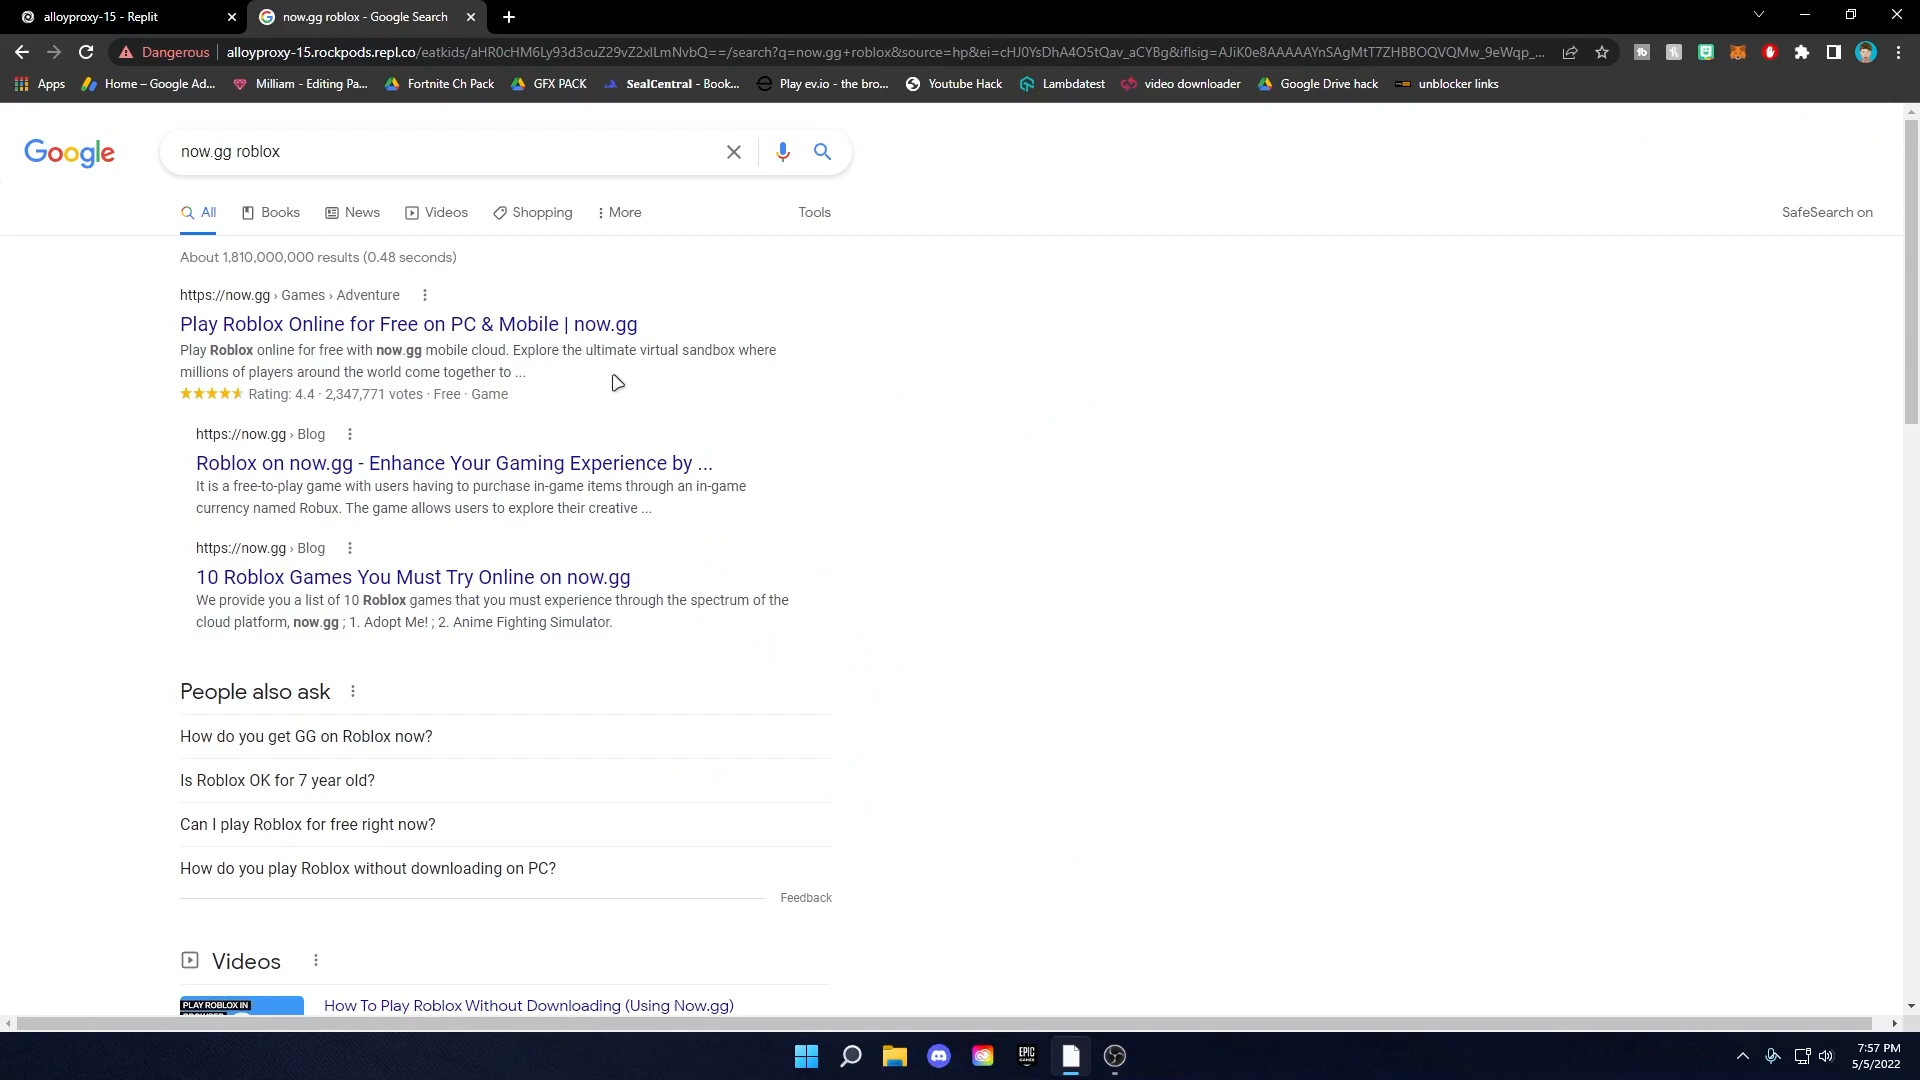 alloyproxy-15 - Replit
now.gg roblox - Google Search
Dangerous
alloyproxy-15.rockpods.repl.co/eatkids/aHR0cHM6Ly93d3cuZ29vZ2xlLmNvbQ==/search?q=now.gg+roblox&source=hp&ei=cHJ0YsDhA4O5tQav_aCYBg&iflsig=AJiK0e8AAAAAYnSAgMtT7ZHBBOQVQMw_9eWqp_...
Apps
Home – Google Ad...
Milliam - Editing Pa...
Fortnite Ch Pack
GFX PACK
SealCentral - Book...
Play ev.io - the bro...
Youtube Hack
Lambdatest
video downloader
Google Drive hack
unblocker links
Google
now.gg roblox
All
Books
News
Videos
Shopping
More
Tools
SafeSearch on
About 1,810,000,000 results (0.48 seconds)
https://now.gg › Games › Adventure
Play Roblox Online for Free on PC & Mobile | now.gg
Play Roblox online for free with now.gg mobile cloud. Explore the ultimate virtual sandbox where
millions of players around the world come together to ...
Rating: 4.4 · 2,347,771 votes · Free · Game
https://now.gg › Blog
Roblox on now.gg - Enhance Your Gaming Experience by ...
It is a free-to-play game with users having to purchase in-game items through an in-game
currency named Robux. The game allows users to explore their creative ...
https://now.gg › Blog
10 Roblox Games You Must Try Online on now.gg
We provide you a list of 10 Roblox games that you must experience through the spectrum of the
cloud platform, now.gg ; 1. Adopt Me! ; 2. Anime Fighting Simulator.
People also ask
How do you get GG on Roblox now?
Is Roblox OK for 7 year old?
Can I play Roblox for free right now?
How do you play Roblox without downloading on PC?
Feedback
Videos
PLAY ROBLOX IN
How To Play Roblox Without Downloading (Using Now.gg)
EPIC
GAMES
7:57 PM
5/5/2022